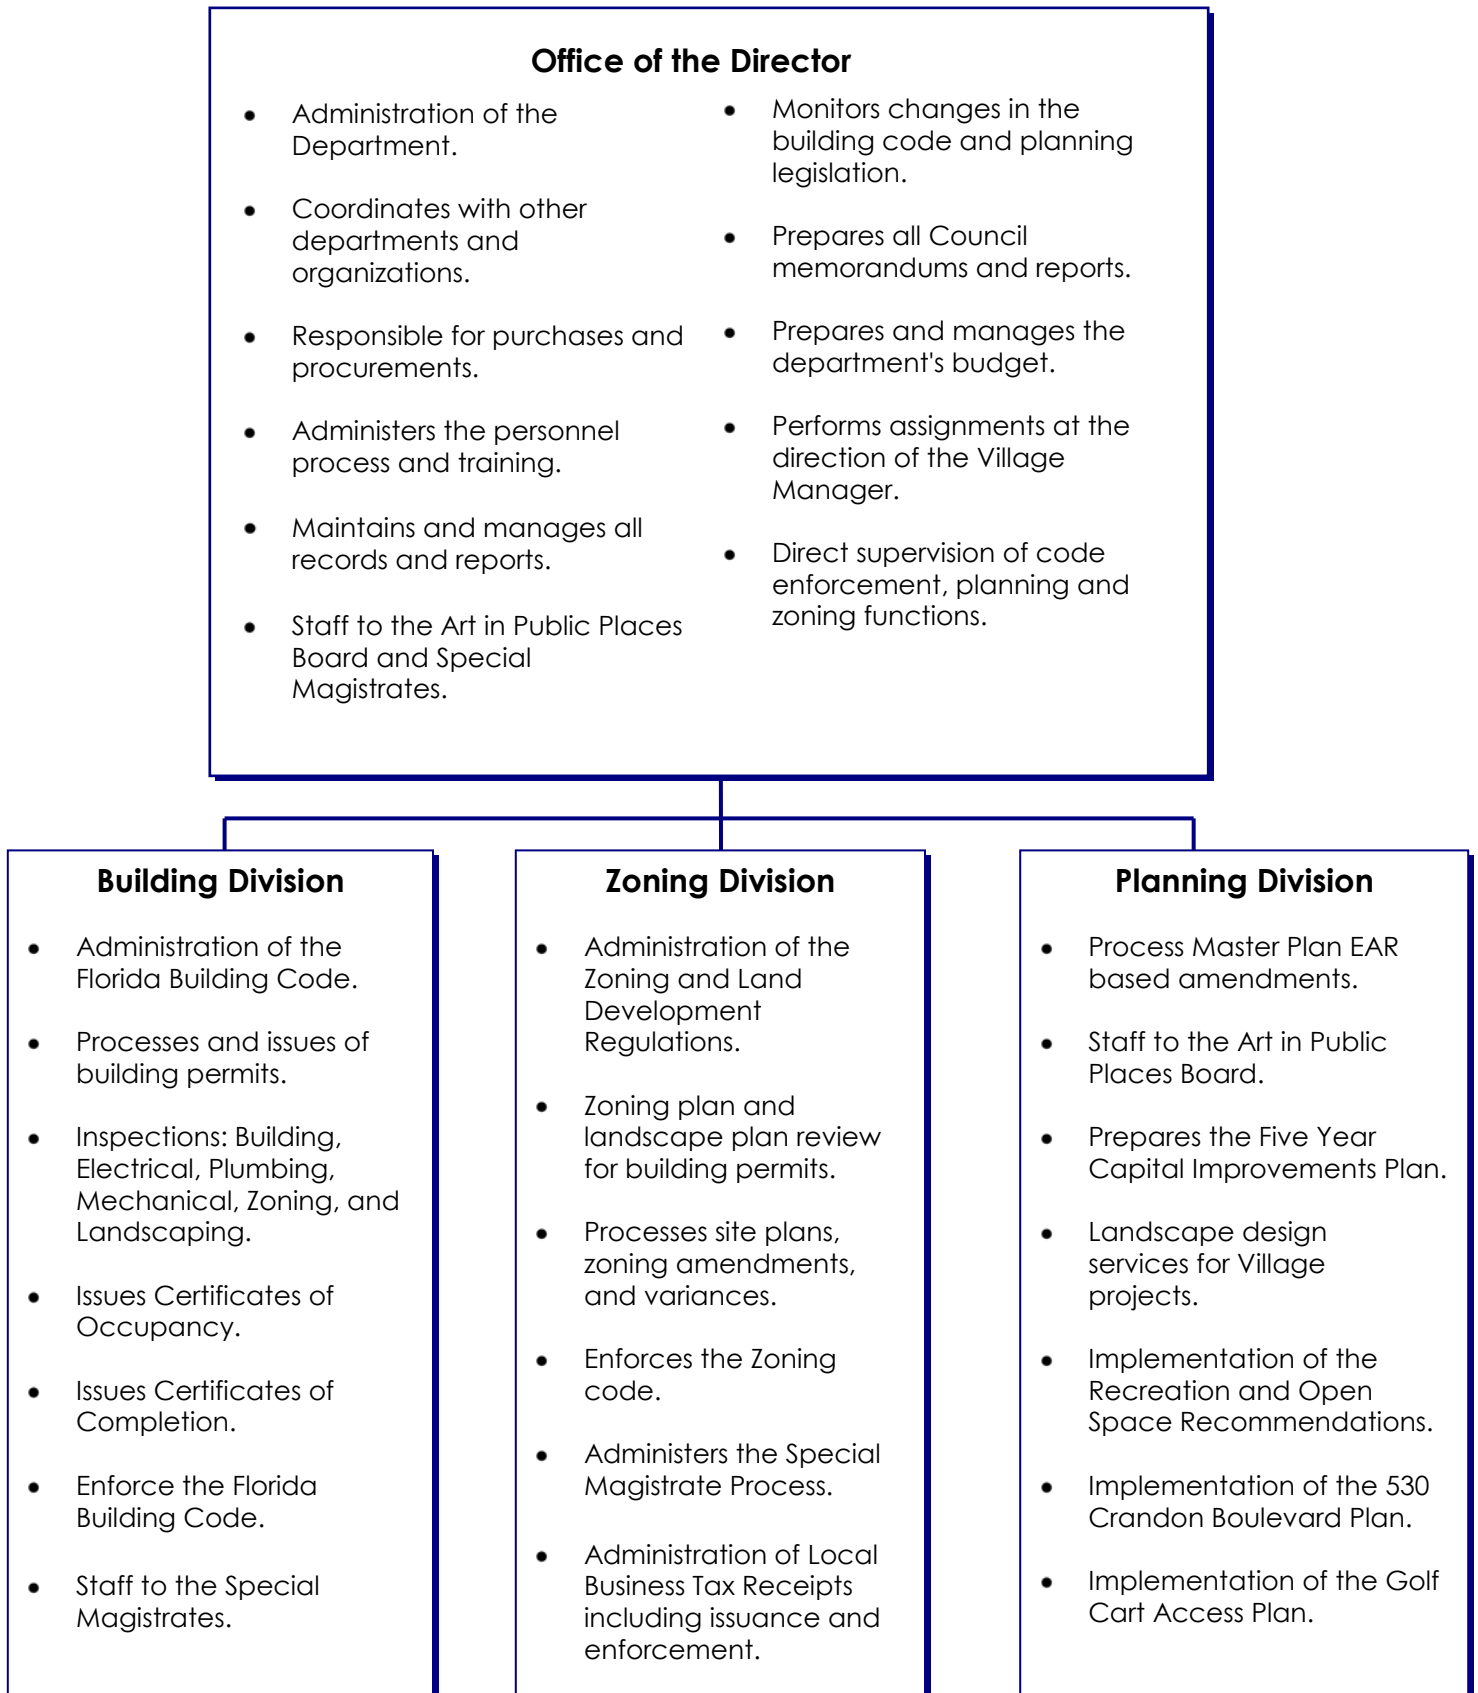 Office of the Director
• Administration of the
Department.
• Coordinates with other
departments and
organizations.
• Responsible for purchases and
procurements.
• Administers the personnel
process and training.
• Maintains and manages all
records and reports.
• Staff to the Art in Public Places
Board and Special
Magistrates.
• Monitors changes in the
building code and planning
legislation.
• Prepares all Council
memorandums and reports.
• Prepares and manages the
department's budget.
• Performs assignments at the
direction of the Village
Manager.
• Direct supervision of code
enforcement, planning and
zoning functions.
Building Division
• Administration of the
Florida Building Code.
• Processes and issues of
building permits.
• Inspections: Building,
Electrical, Plumbing,
Mechanical, Zoning, and
Landscaping.
• Issues Certificates of
Occupancy.
• Issues Certificates of
Completion.
• Enforce the Florida
Building Code.
• Staff to the Special
Magistrates.
Zoning Division
• Administration of the
Zoning and Land
Development
Regulations.
• Zoning plan and
landscape plan review
for building permits.
• Processes site plans,
zoning amendments,
and variances.
• Enforces the Zoning
code.
• Administers the Special
Magistrate Process.
• Administration of Local
Business Tax Receipts
including issuance and
enforcement.
Planning Division
• Process Master Plan EAR
based amendments.
• Staff to the Art in Public
Places Board.
• Prepares the Five Year
Capital Improvements Plan.
• Landscape design
services for Village
projects.
• Implementation of the
Recreation and Open
Space Recommendations.
• Implementation of the 530
Crandon Boulevard Plan.
• Implementation of the Golf
Cart Access Plan.